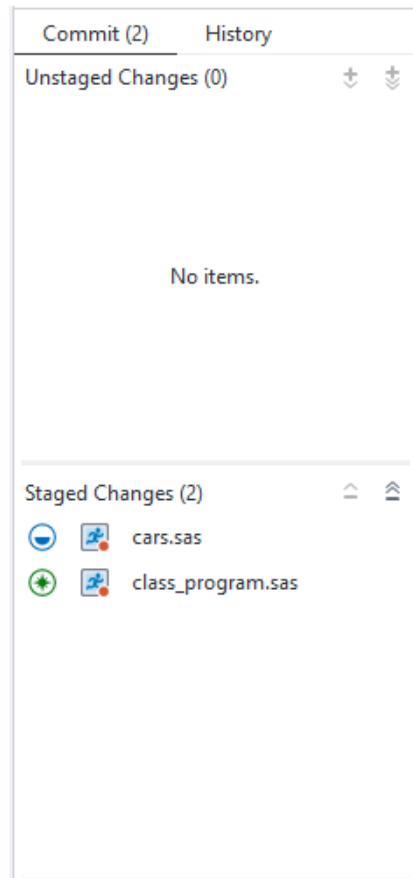 Commit (2) History
Unstaged Changes (0)
No items.
Staged Changes (2)
cars.sas
class_program.sas